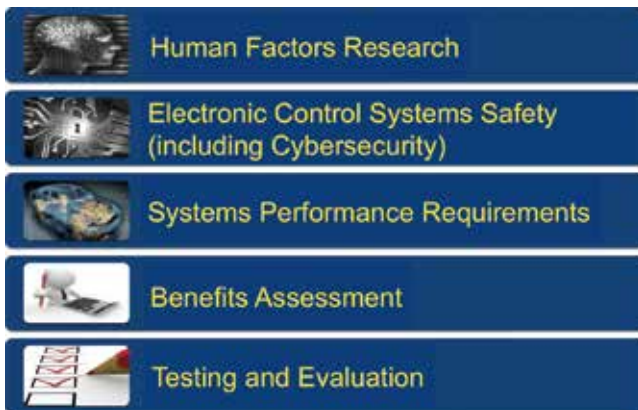 Human Factors Research
Electronic Control Systems Safety
(including Cybersecurity)
Systems Performance Requirements
Benefits Assessment
Testing and Evaluation